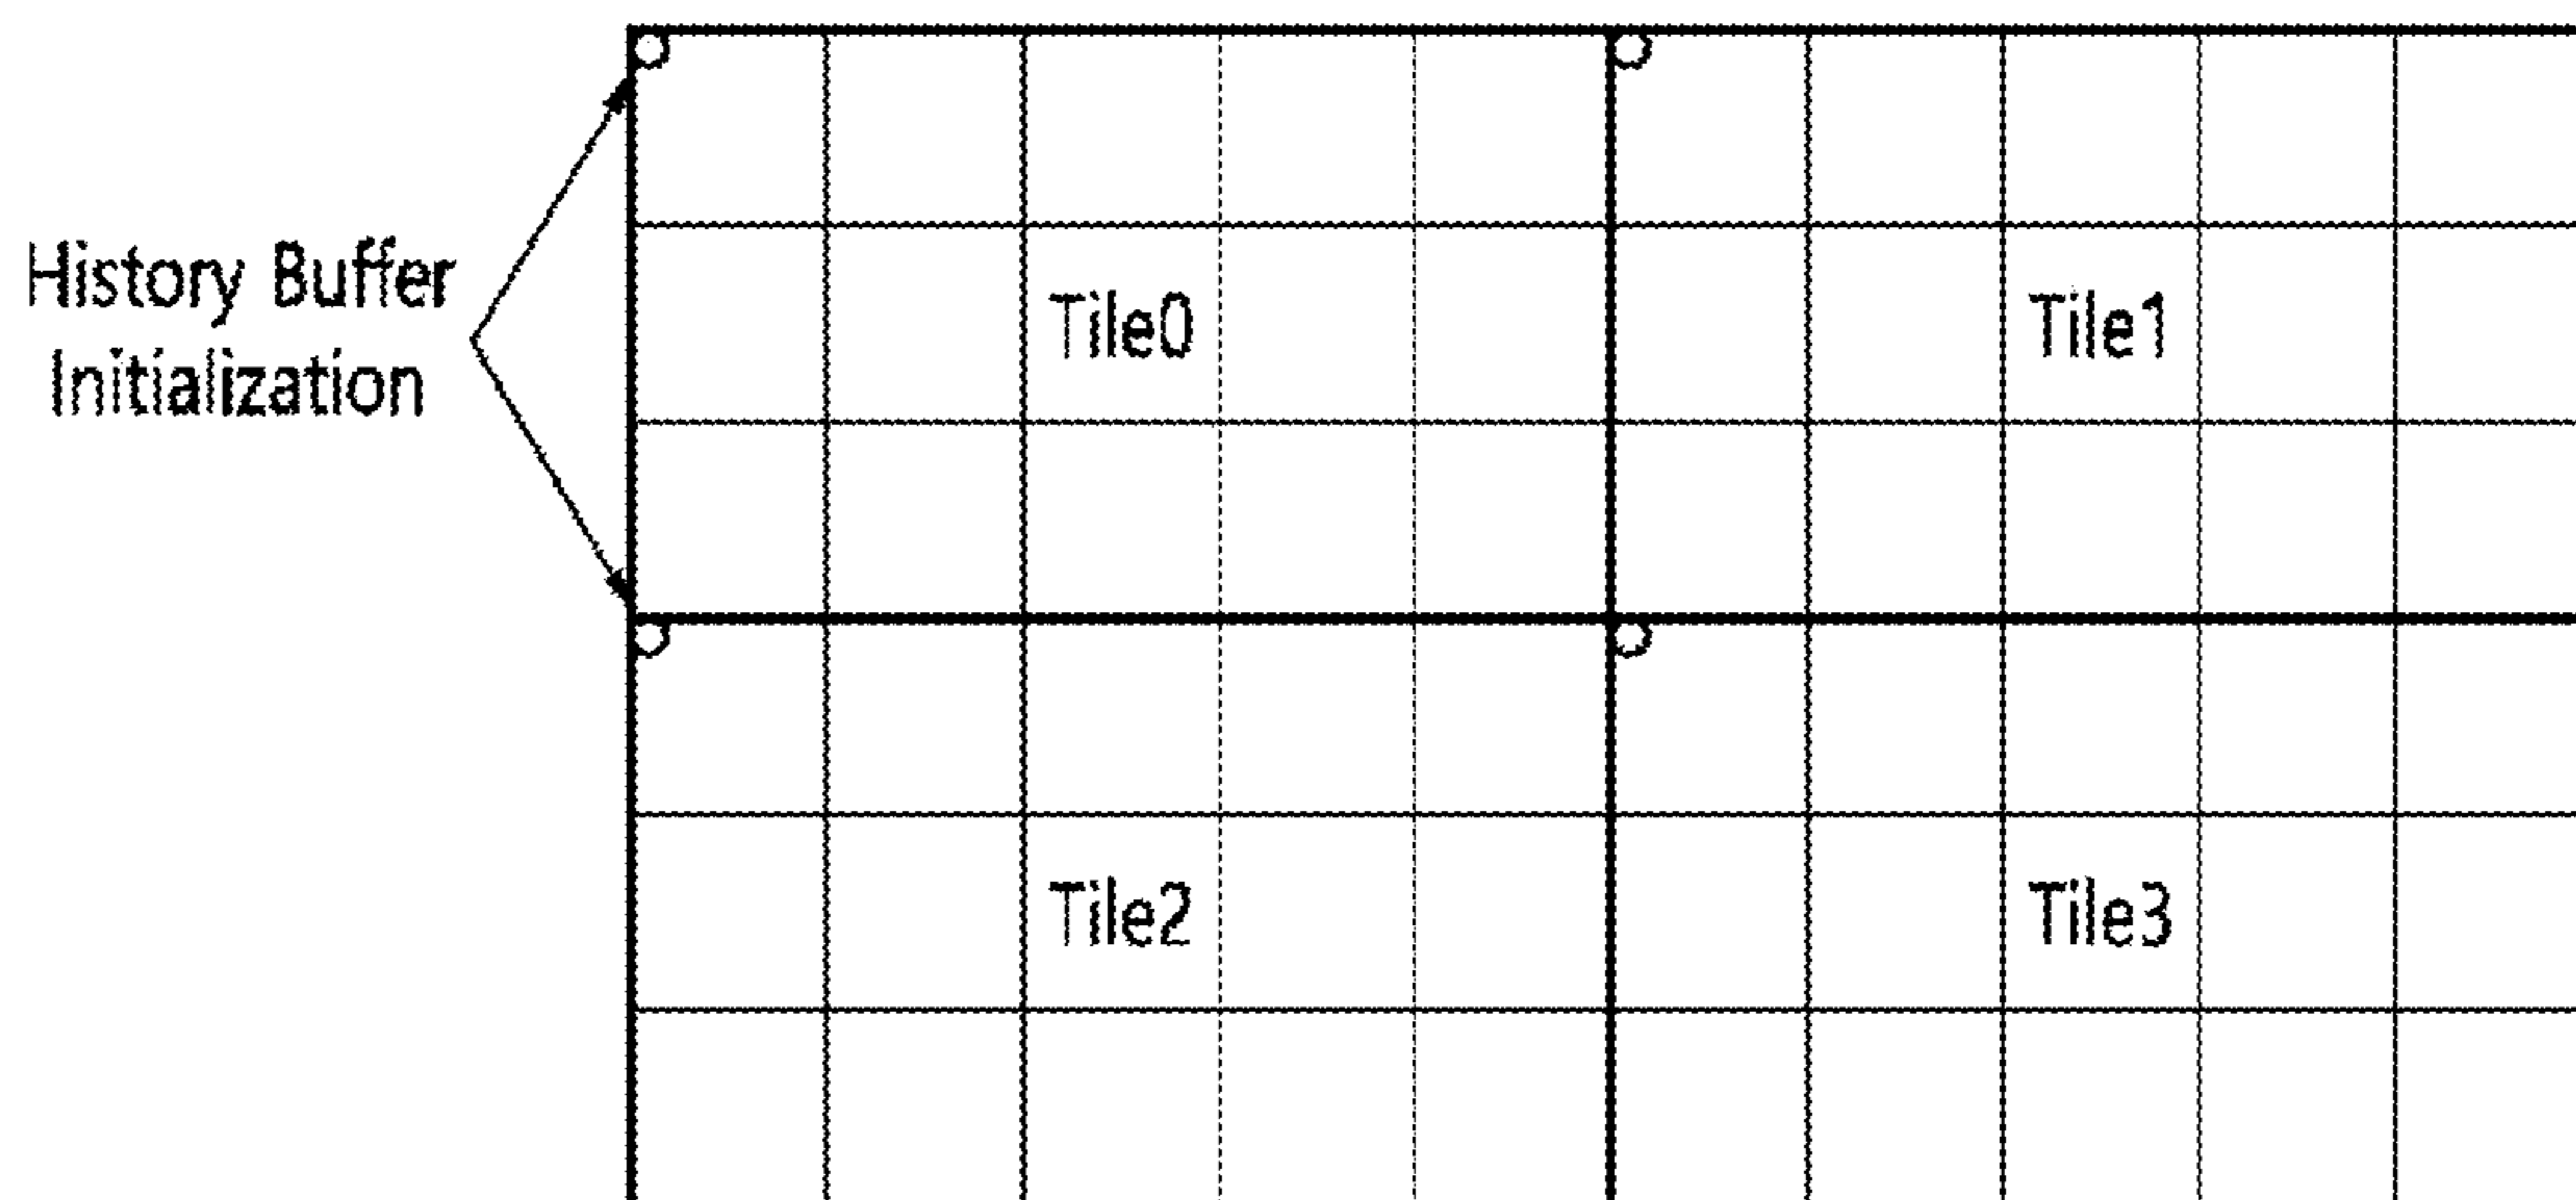 History Buffer
Initialization
Tile0
Tile1
Tile2
Tile3